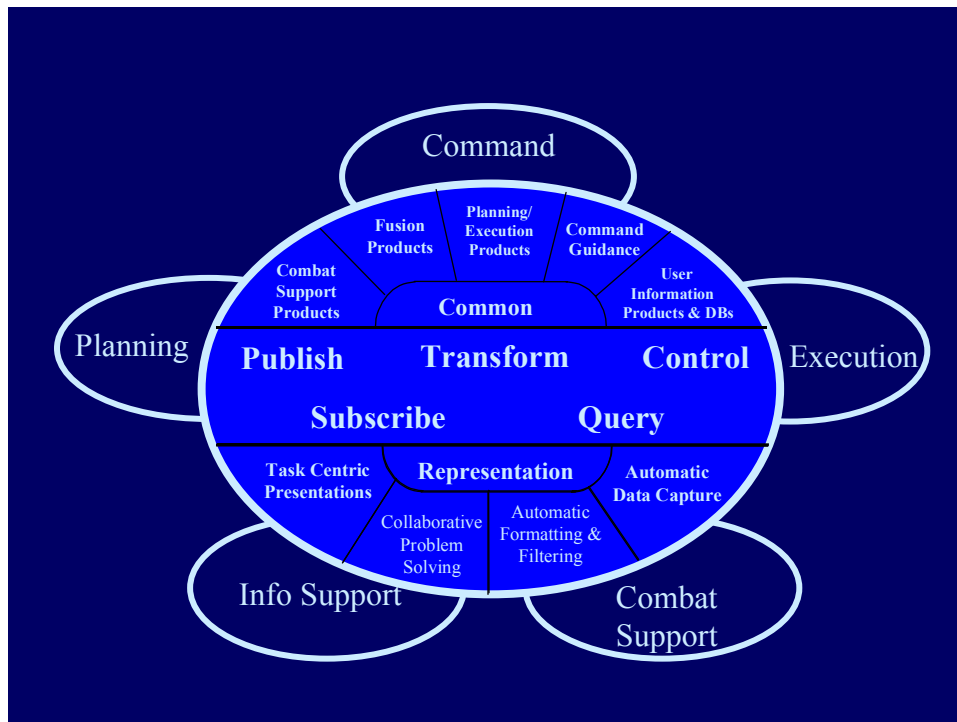 Command
Fusion
Products
Planning/
Execution
Products
Command
Guidance
Combat
Support
Products
User
Information
Products & DBs
Common
Planning
Execution
Publish
Transform
Control
Subscribe
Query
Task Centric
Presentations
Representation
Automatic
Data Capture
Collaborative
Problem
Solving
Automatic
Formatting &
Filtering
Info Support
Combat
Support